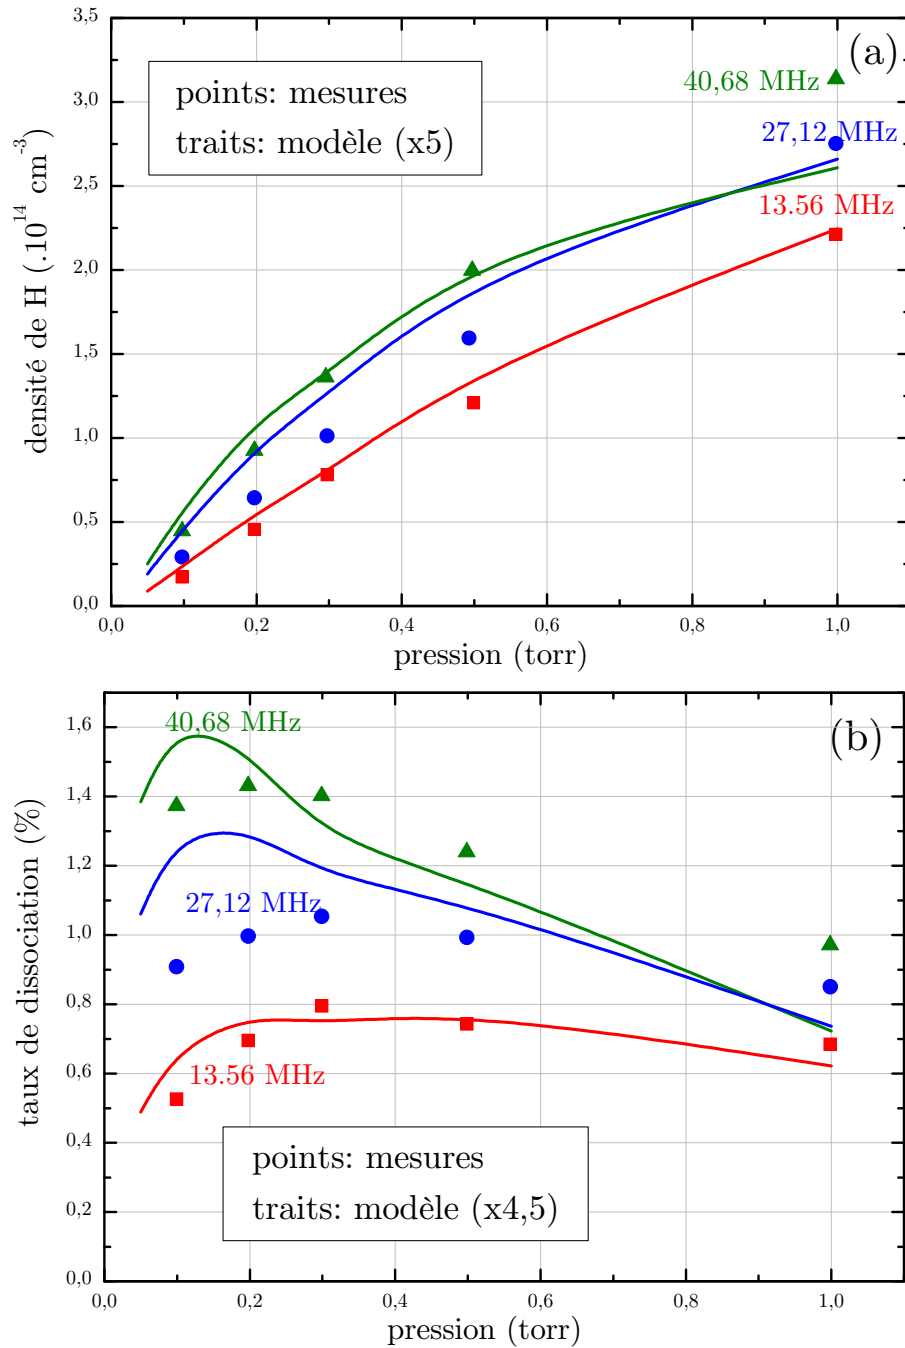 3,5
(a)
points: mesures
traits: modèle (x5)
40,68 MHz
27,12 MHz
13.56 MHz
3,0
2,5
2,0
1,5
1,0
0,5
0,0
densité de H (.10¹⁴ cm⁻³)
0,0 0,2 0,4 0,6 0,8 1,0
pression (torr)
(b)
40,68 MHz
27,12 MHz
13.56 MHz
points: mesures
traits: modèle (x4,5)
1,6
1,4
1,2
1,0
0,8
0,6
0,4
0,2
0,0
taux de dissociation (%)
0,0 0,2 0,4 0,6 0,8 1,0
pression (torr)